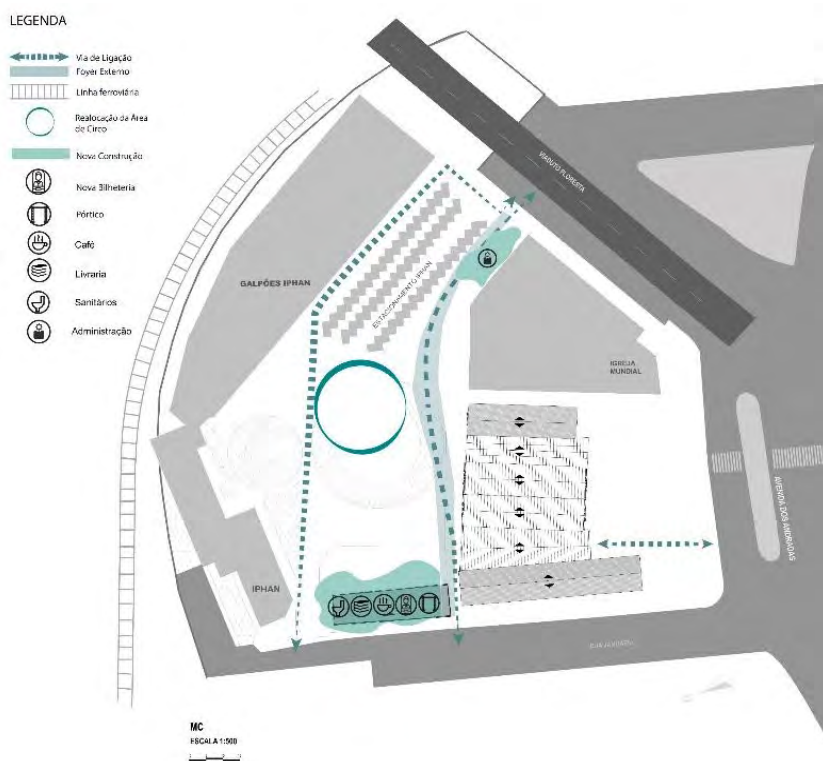 LEGENDA
Via de Ligação
Foyer Externo
Linha ferroviária
Realocação da Área
de Circo
Nova Construção
Nova Bilheteria
Pórtico
Café
Livraria
Sanitários
Administração
VIADUTO FLORESTA
GALPÕES IPHAN
ESTACIONAMENTO IPHAN
IGREJA
MUNDIAL
AVENIDA DOS ANDRADAS
IPHAN
RUA JANUÁRIA
MC
ESCALA 1:500